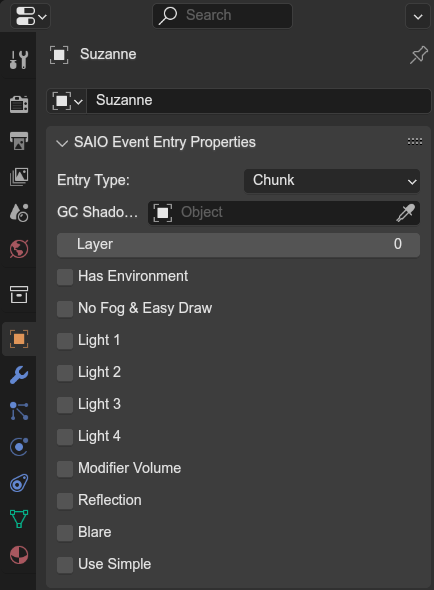 Search
Suzanne
Suzanne
SAIO Event Entry Properties
Entry Type: Chunk
GC Shado... Object
Layer 0
Has Environment
No Fog & Easy Draw
Light 1
Light 2
Light 3
Light 4
Modifier Volume
Reflection
Blare
Use Simple